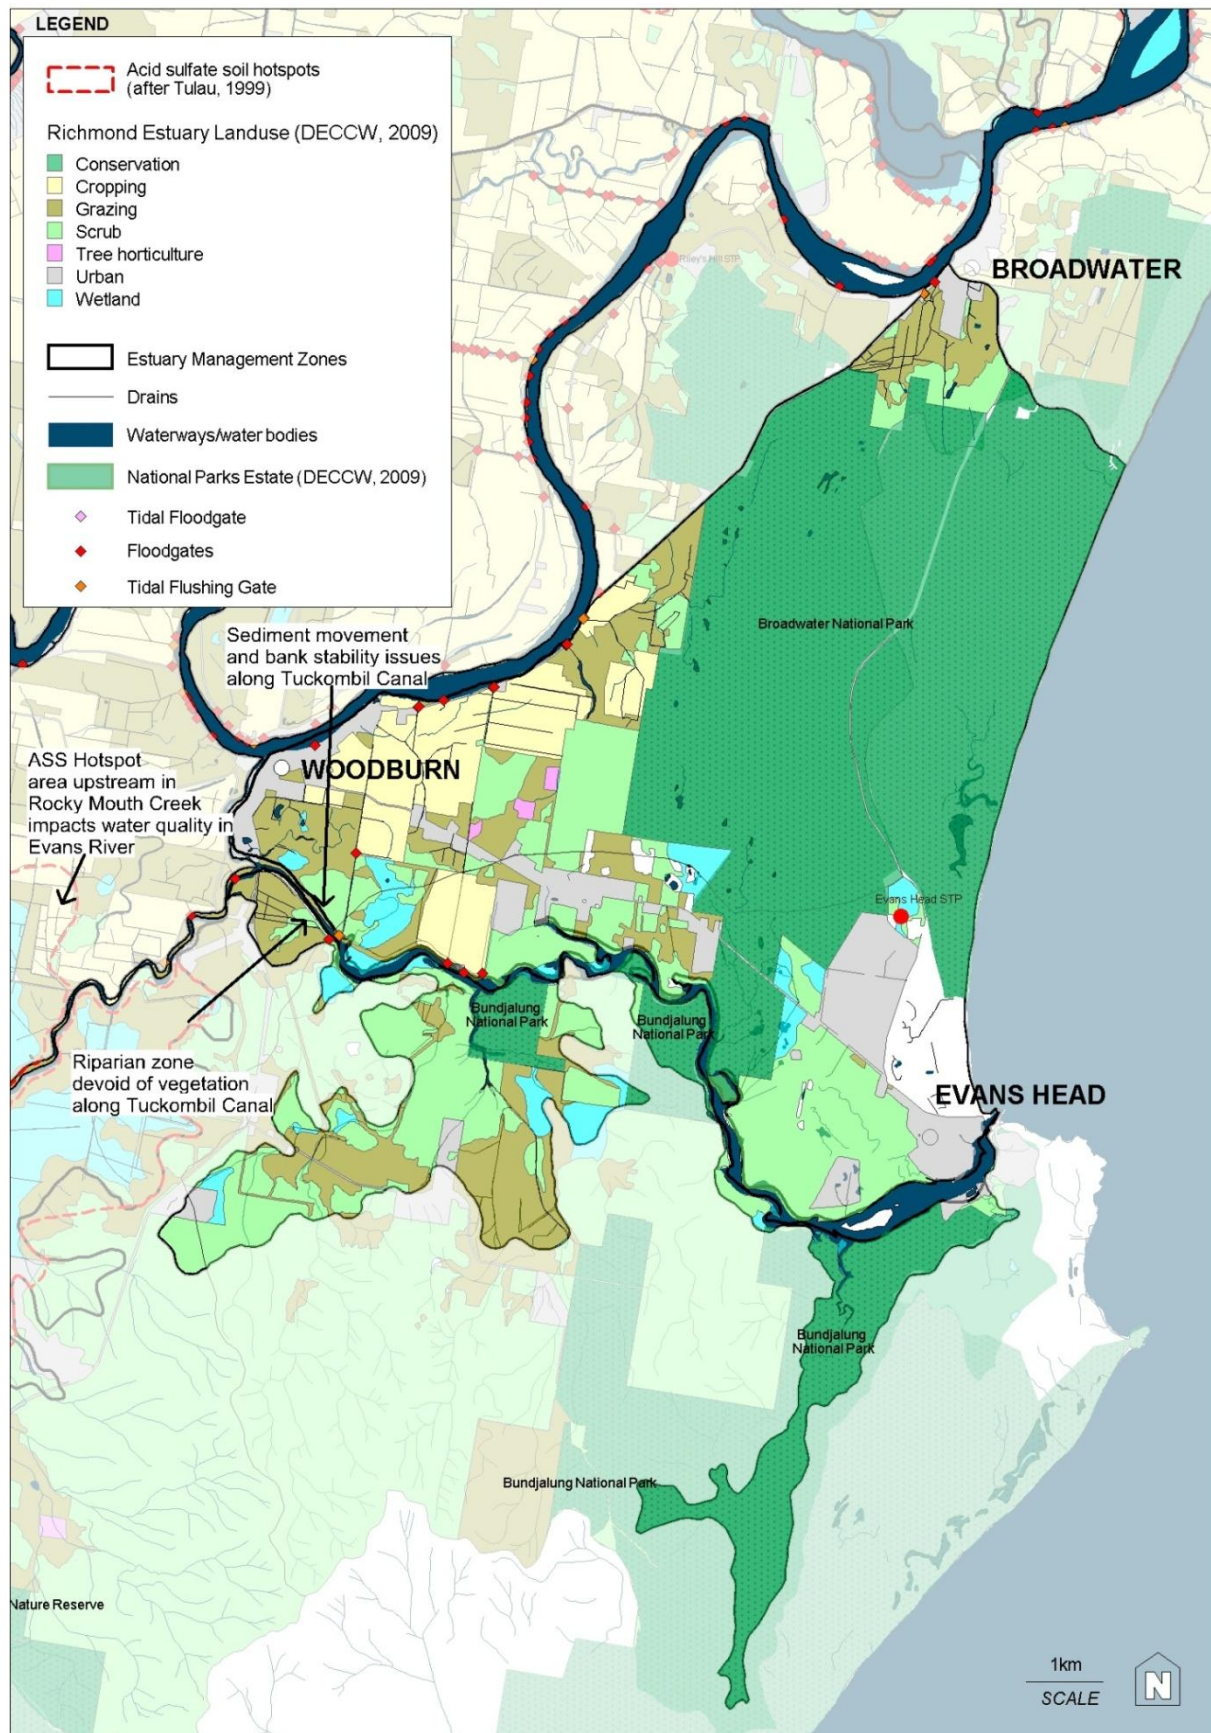 LEGEND
Acid sulfate soil hotspots
(after Tulau, 1999)
Richmond Estuary Landuse (DECCW, 2009)
Conservation
Cropping
Grazing
Scrub
Tree horticulture
Urban
Wetland
Estuary Management Zones
Drains
Waterways/water bodies
National Parks Estate (DECCW, 2009)
Tidal Floodgate
Floodgates
Tidal Flushing Gate
Riley's Hill STP
BROADWATER
Broadwater National Park
Sediment movement
and bank stability issues
along Tuckombil Canal
ASS Hotspot
area upstream in
Rocky Mouth Creek
impacts water quality in
Evans River
WOODBURN
Evans Head STP
Bundjalung
National Park
Bundjalung
National Park
Riparian zone
devoid of vegetation
along Tuckombil Canal
EVANS HEAD
Bundjalung
National Park
Bundjalung National Park
Nature Reserve
1km
SCALE
N